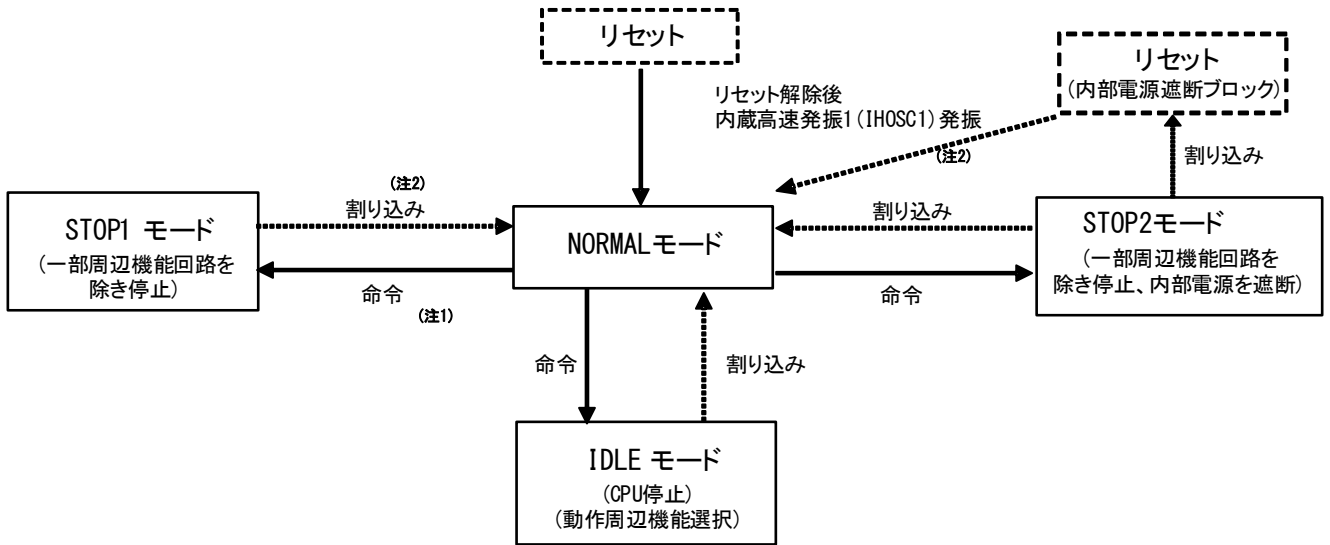 リセット
リセット
(内部電源遮断ブロック)
リセット解除後
内蔵高速発振1(IHOSC1)発振
(注2)
割り込み
(注2)
割り込み
STOP1 モード
(一部周辺機能回路を
除き停止)
NORMALモード
割り込み
STOP2モード
(一部周辺機能回路を
除き停止、内部電源を遮断)
命令
(注1)
命令
命令
割り込み
IDLE モード
(CPU停止)
(動作周辺機能選択)